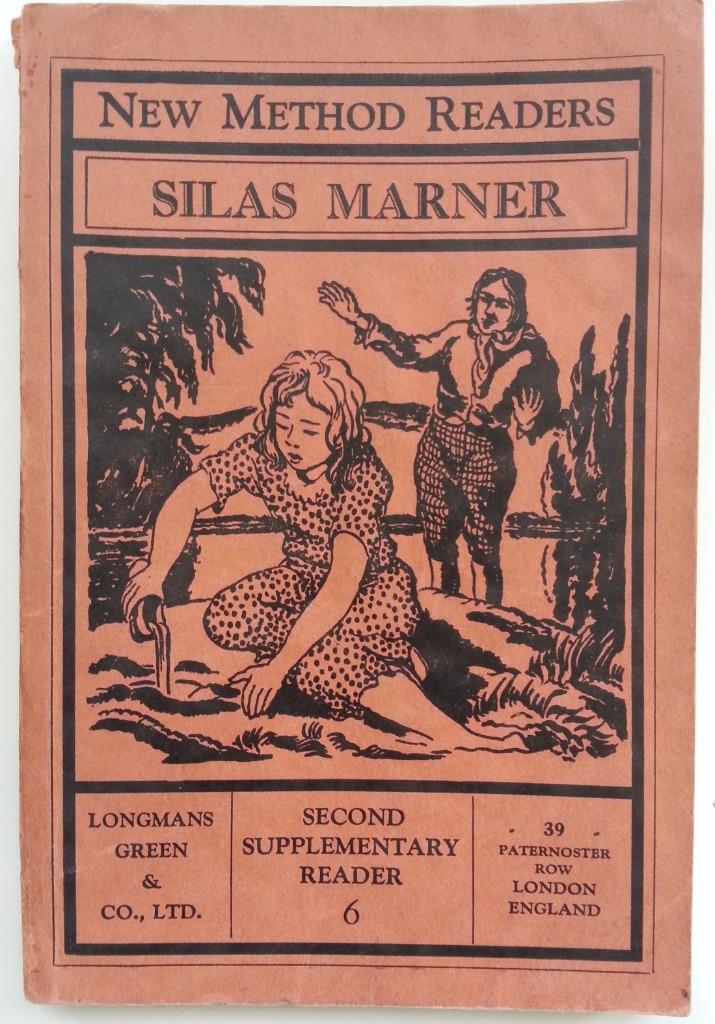 NEW METHOD READERS
SILAS MARNER
LONGMANS
GREEN
&
CO., LTD.
SECOND
SUPPLEMENTARY
READER
6
39
PATERNOSTER
ROW
LONDON
ENGLAND